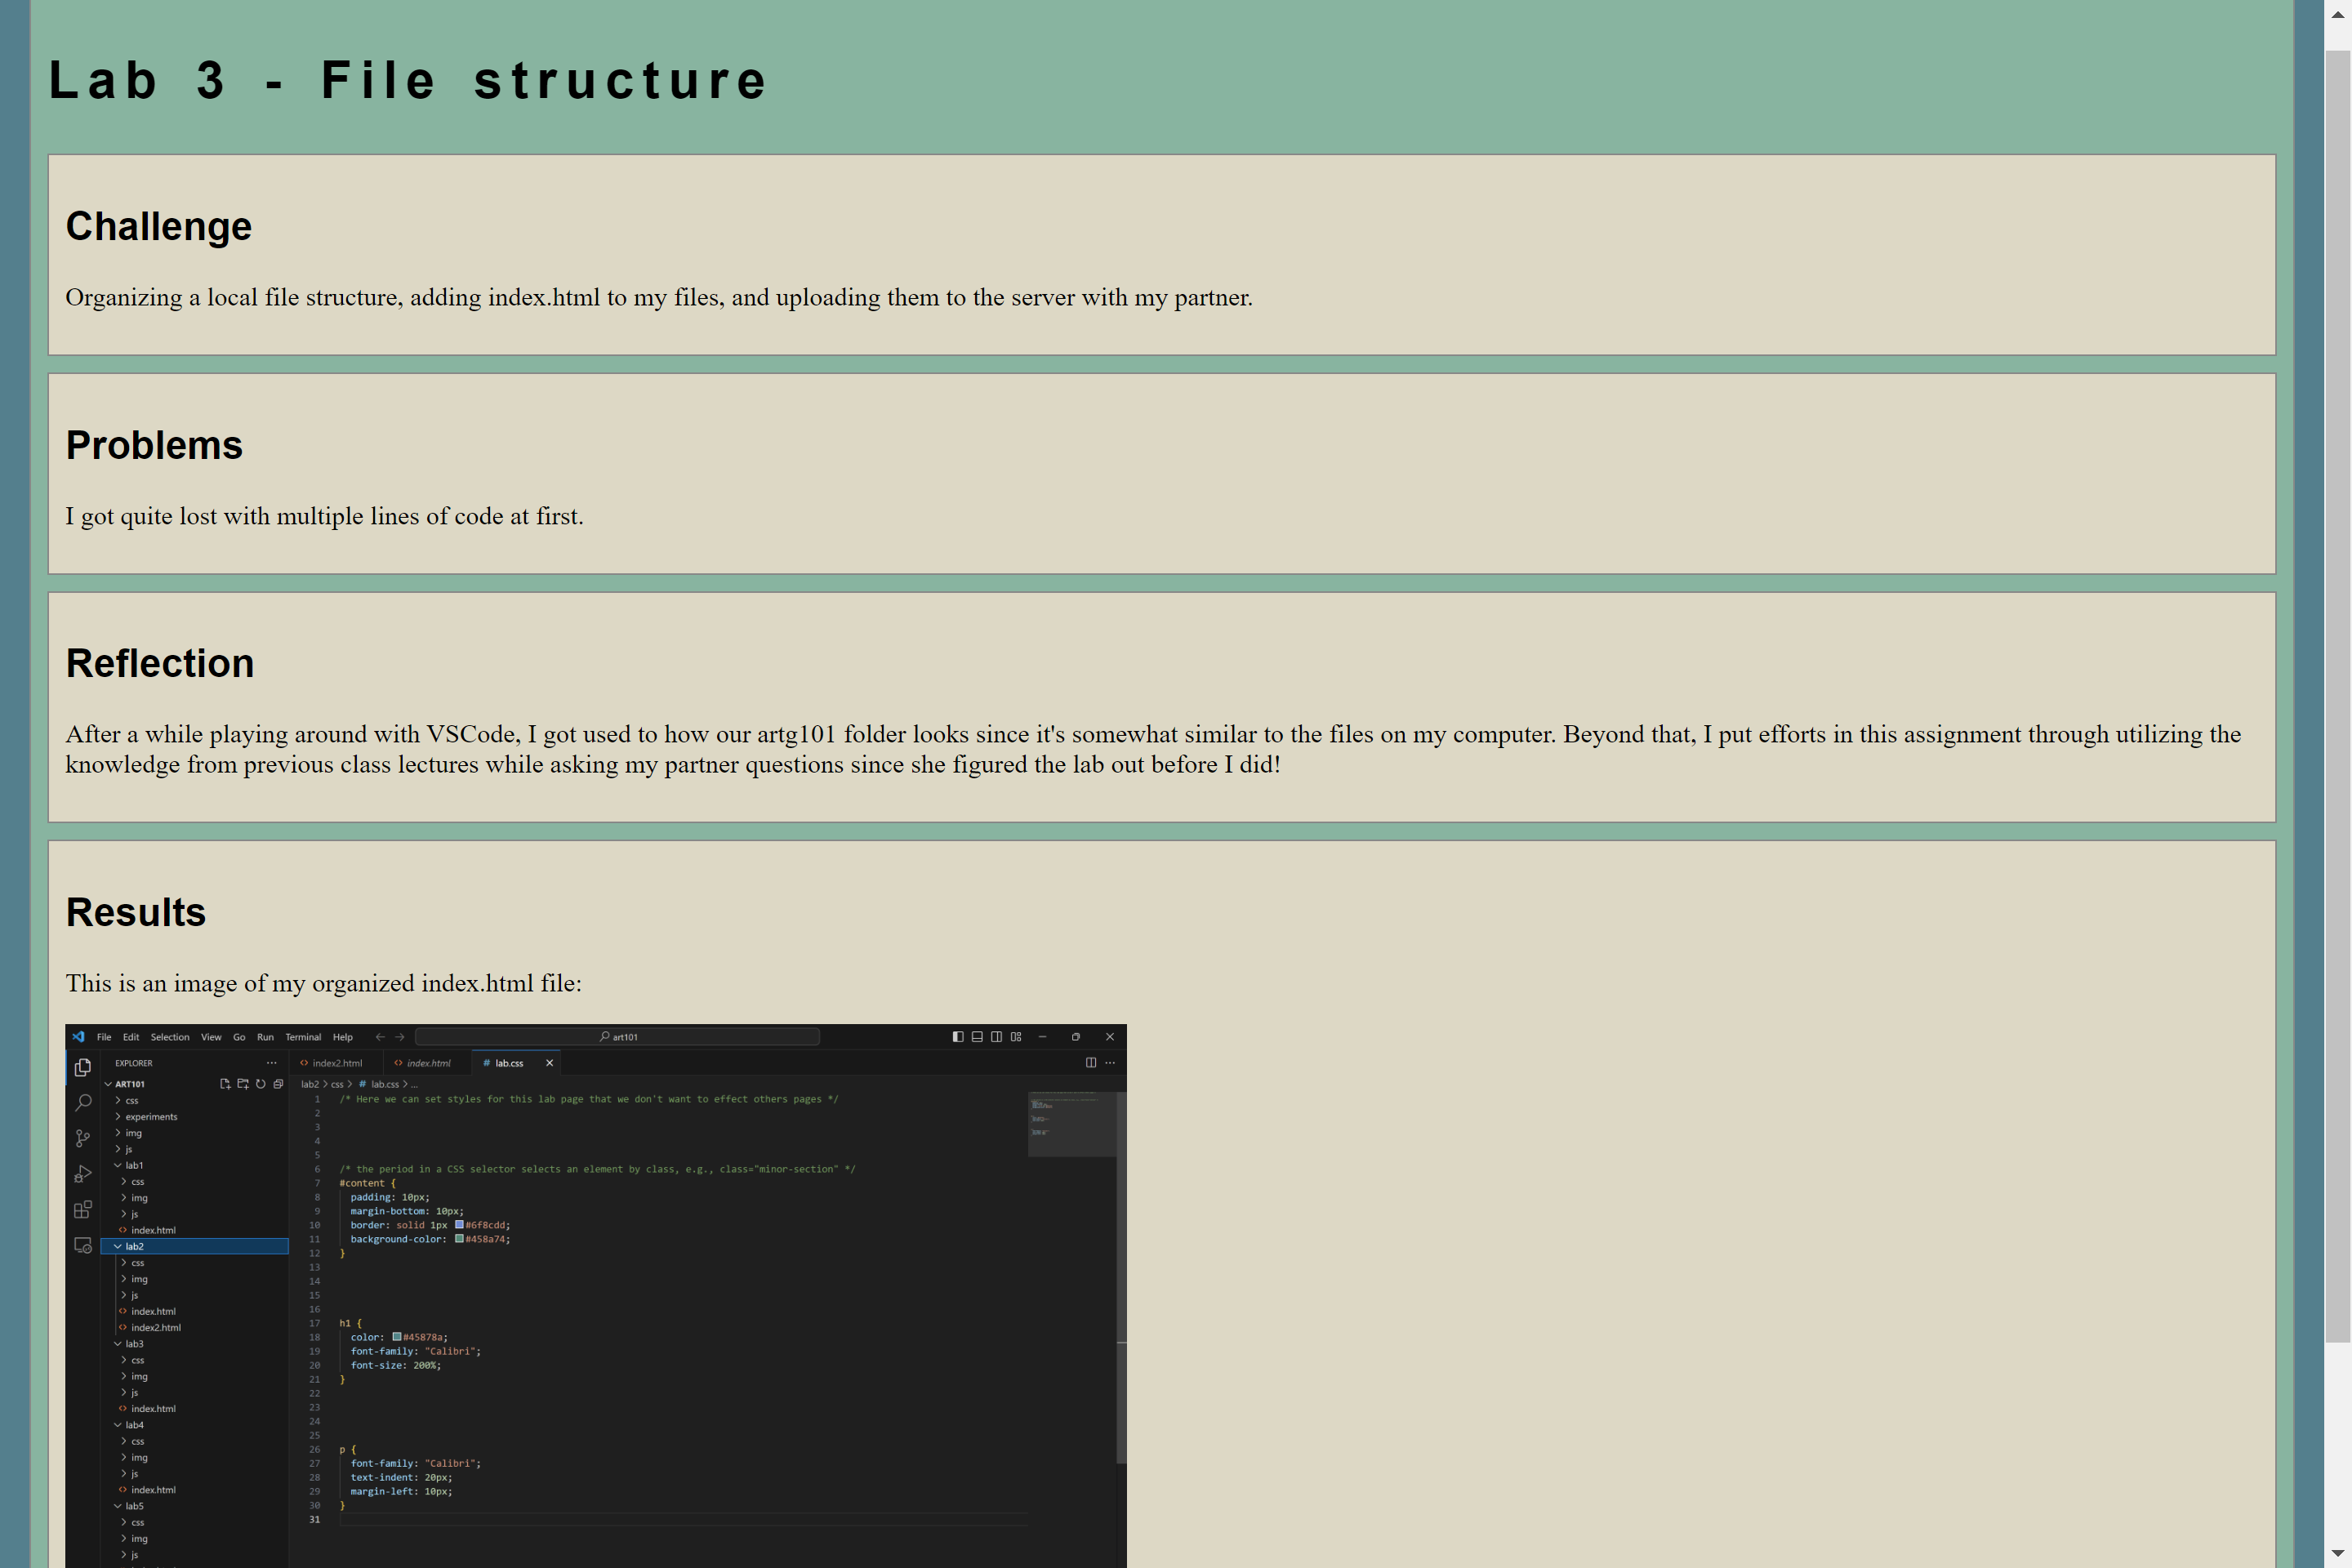 Lab 3 - File structure
Challenge
Organizing a local file structure, adding index.html to my files, and uploading them to the server with my partner.
Problems
I got quite lost with multiple lines of code at first.
Reflection
After a while playing around with VSCode, I got used to how our artg101 folder looks since it's somewhat similar to the files on my computer. Beyond that, I put efforts in this assignment through utilizing the
knowledge from previous class lectures while asking my partner questions since she figured the lab out before I did!
Results
This is an image of my organized index.html file:
File Edit Selection View Go Run Terminal Help art101
EXPLORER
ART101
css
experiments
img
js
lab1
css
img
js
index.html
lab2
css
img
js
index.html
index2.html
lab3
css
img
js
index.html
lab4
css
img
js
index.html
lab5
css
img
js
index2.html index.html # lab.css
lab2 > css > # lab.css > ...
1 /* Here we can set styles for this lab page that we don't want to effect others pages */
2
3
4
5
6 /* the period in a CSS selector selects an element by class, e.g., class="minor-section" */
7 #content {
8 padding: 10px;
9 margin-bottom: 10px;
10 border: solid 1px #6f8cdd;
11 background-color: #458a74;
12 }
13
14
15
16
17 h1 {
18 color: #45878a;
19 font-family: "Calibri";
20 font-size: 200%;
21 }
22
23
24
25
26 p {
27 font-family: "Calibri";
28 text-indent: 20px;
29 margin-left: 10px;
30 }
31